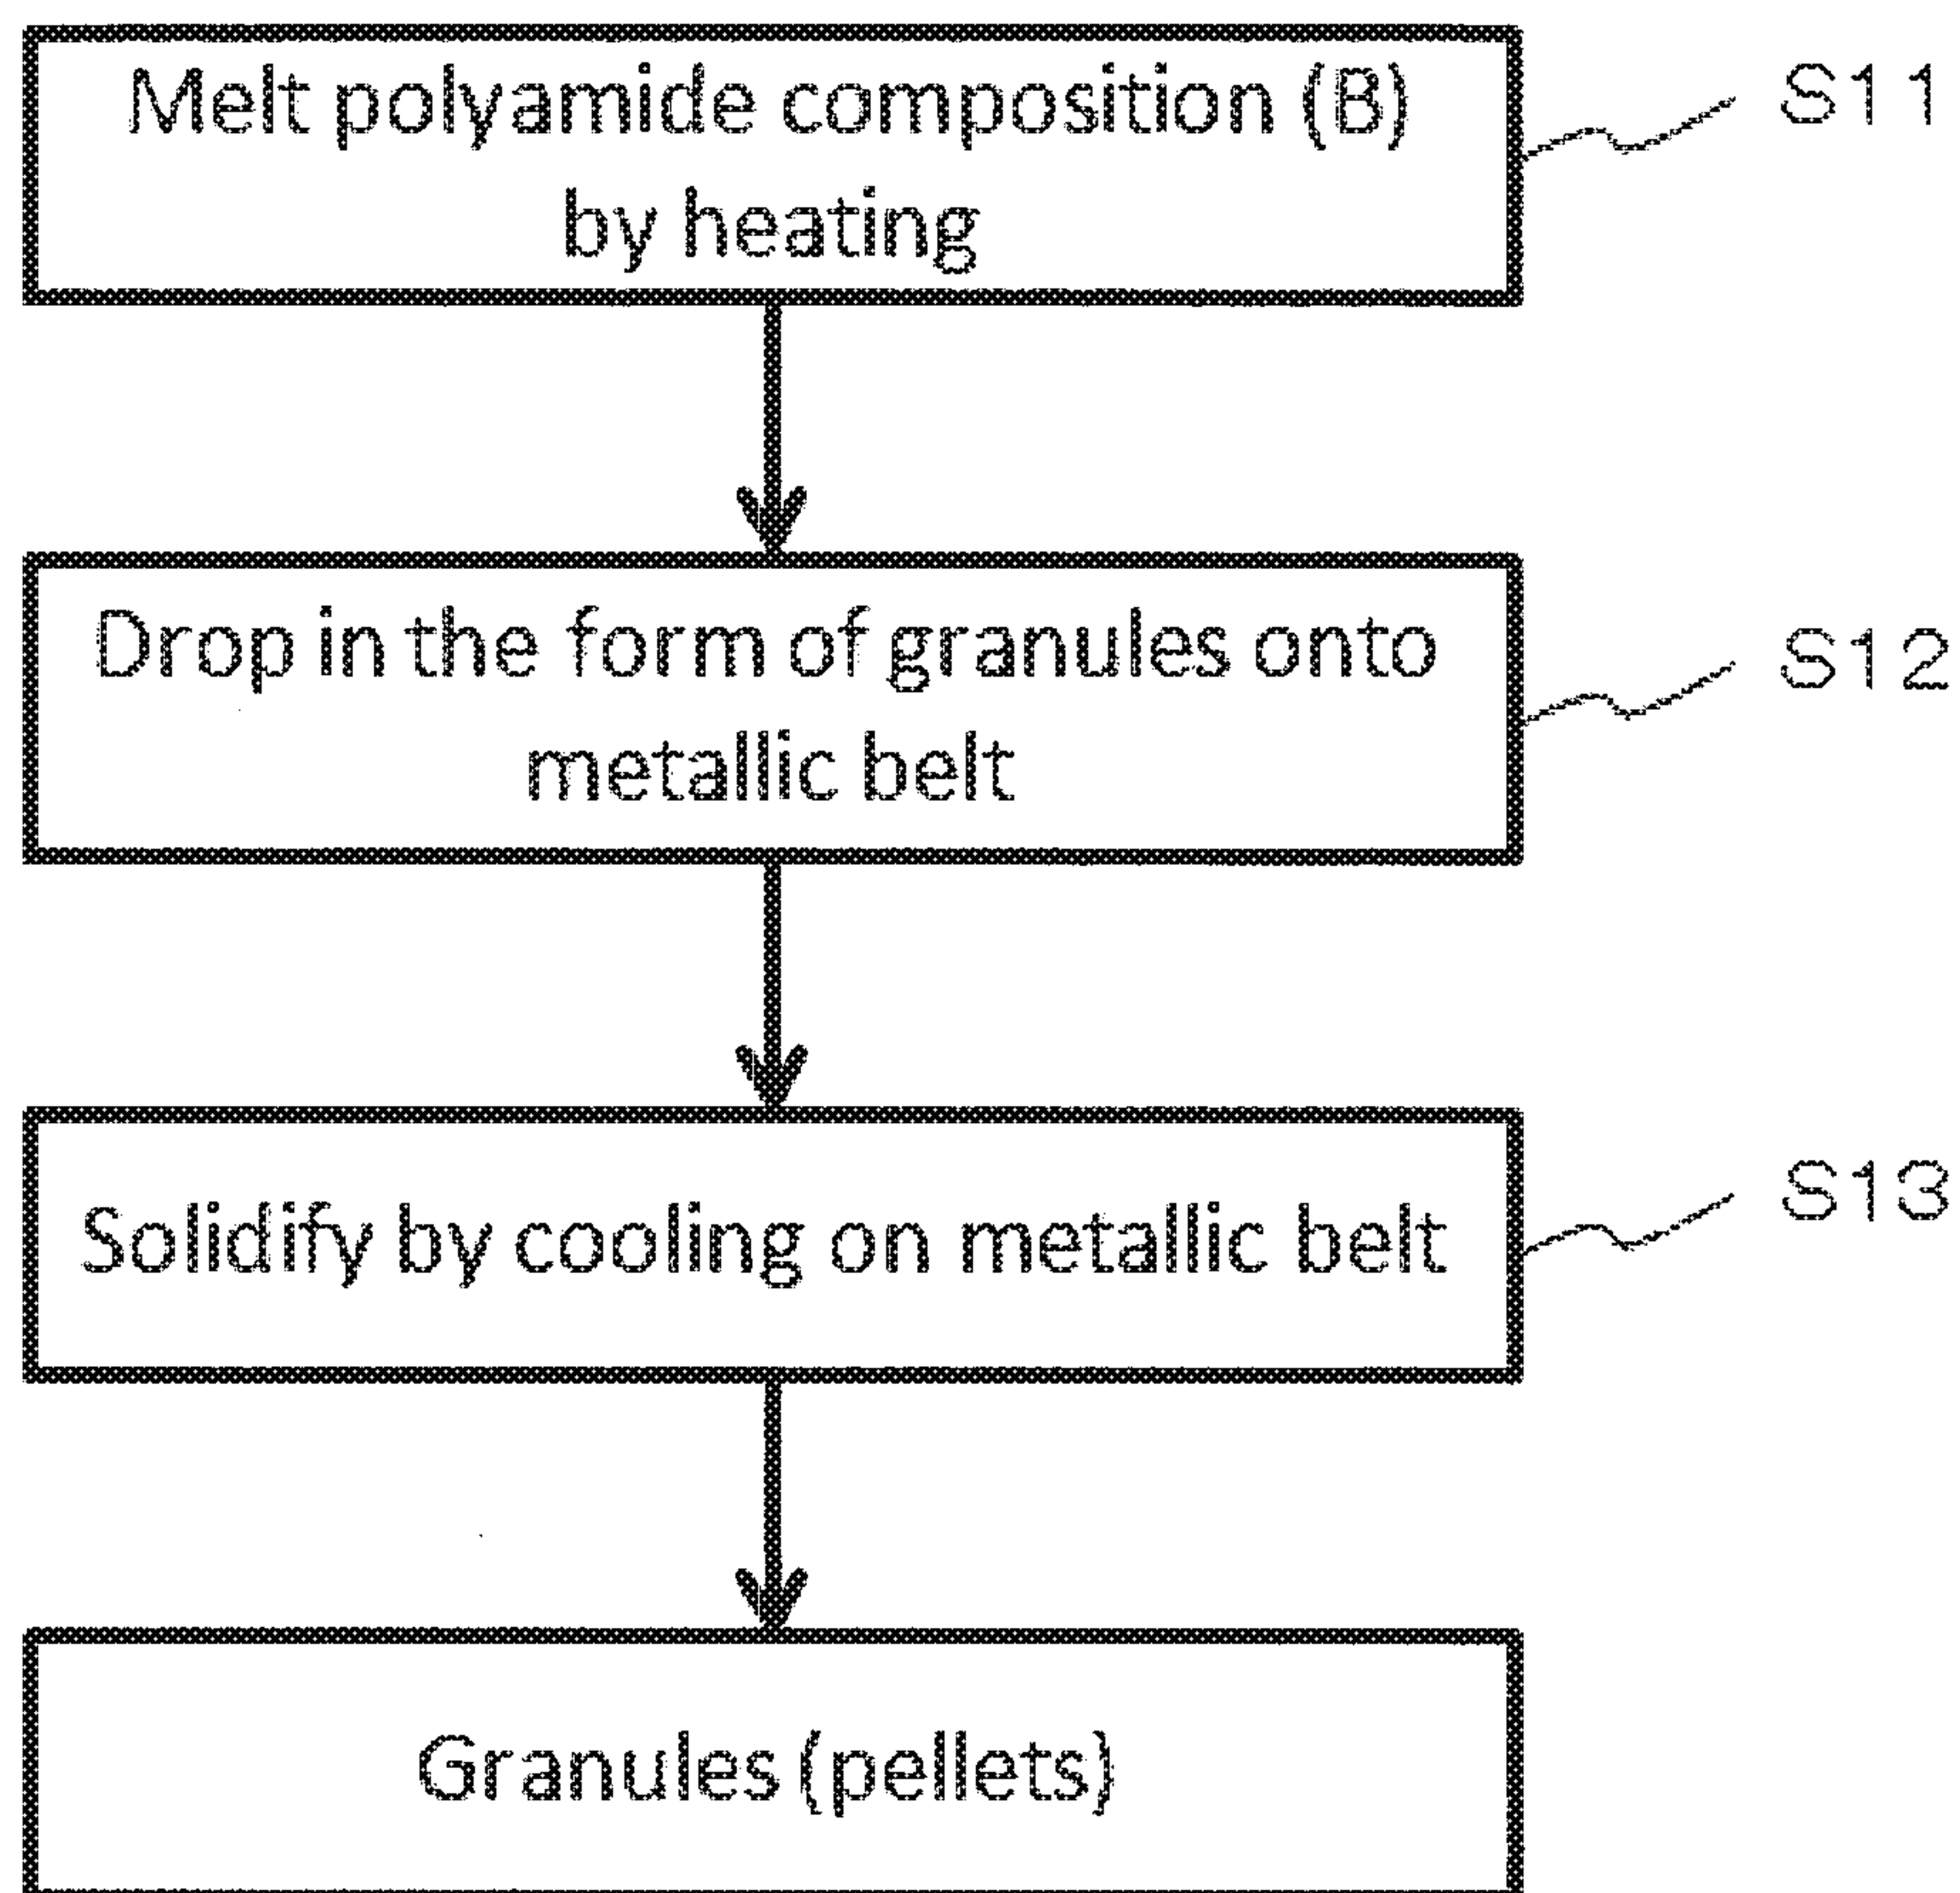 Melt polyamide composition (B)
by heating
S11
Drop in the form of granules onto
metallic belt
S12
Solidify by cooling on metallic belt
S13
Granules (pellets)